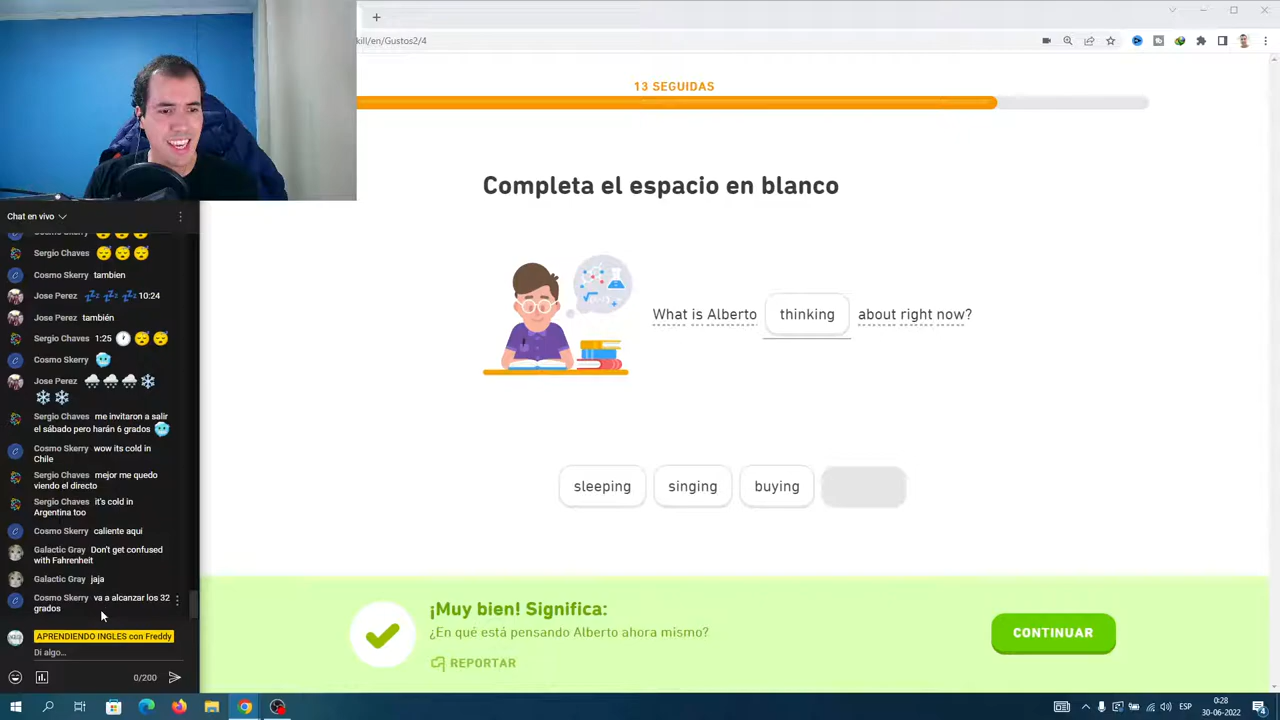 kill/en/Gustos2/4
13 SEGUIDAS
Completa el espacio en blanco
What is Alberto thinking about right now?
sleeping singing buying
¡Muy bien! Significa:
¿En qué está pensando Alberto ahora mismo?
REPORTAR
CONTINUAR
Chat en vivo
Cosmo Skerry
Sergio Chaves
Cosmo Skerry tambien
Jose Perez 10:24
Jose Perez también
Sergio Chaves 1:25
Cosmo Skerry
Jose Perez
Sergio Chaves me invitaron a salir
el sábado pero harán 6 grados
Cosmo Skerry wow its cold in
Chile
Sergio Chaves mejor me quedo
viendo el directo
Sergio Chaves it's cold in
Argentina too
Cosmo Skerry caliente aquí
Galactic Gray Don't get confused
with Fahrenheit
Galactic Gray jaja
Cosmo Skerry va a alcanzar los 32
grados
APRENDIENDO INGLES con Freddy
Di algo...
0/200
ESP
0:28
30-06-2022
4